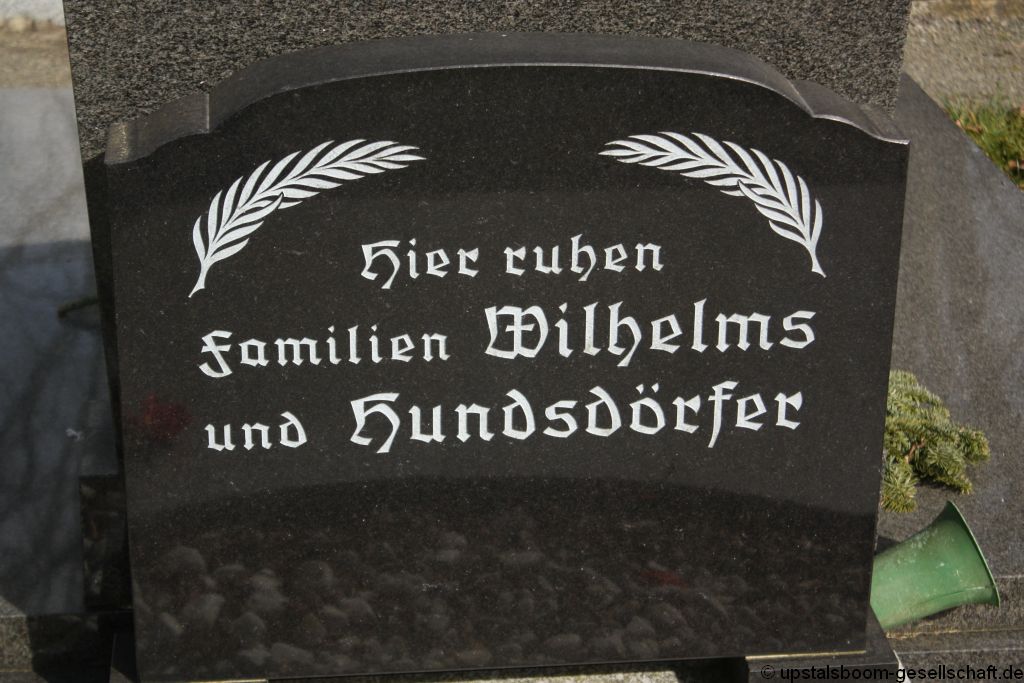 Hier ruhen
Familien Wilhelms
und Hundsdörfer
© upstalsboom-gesellschaft.de